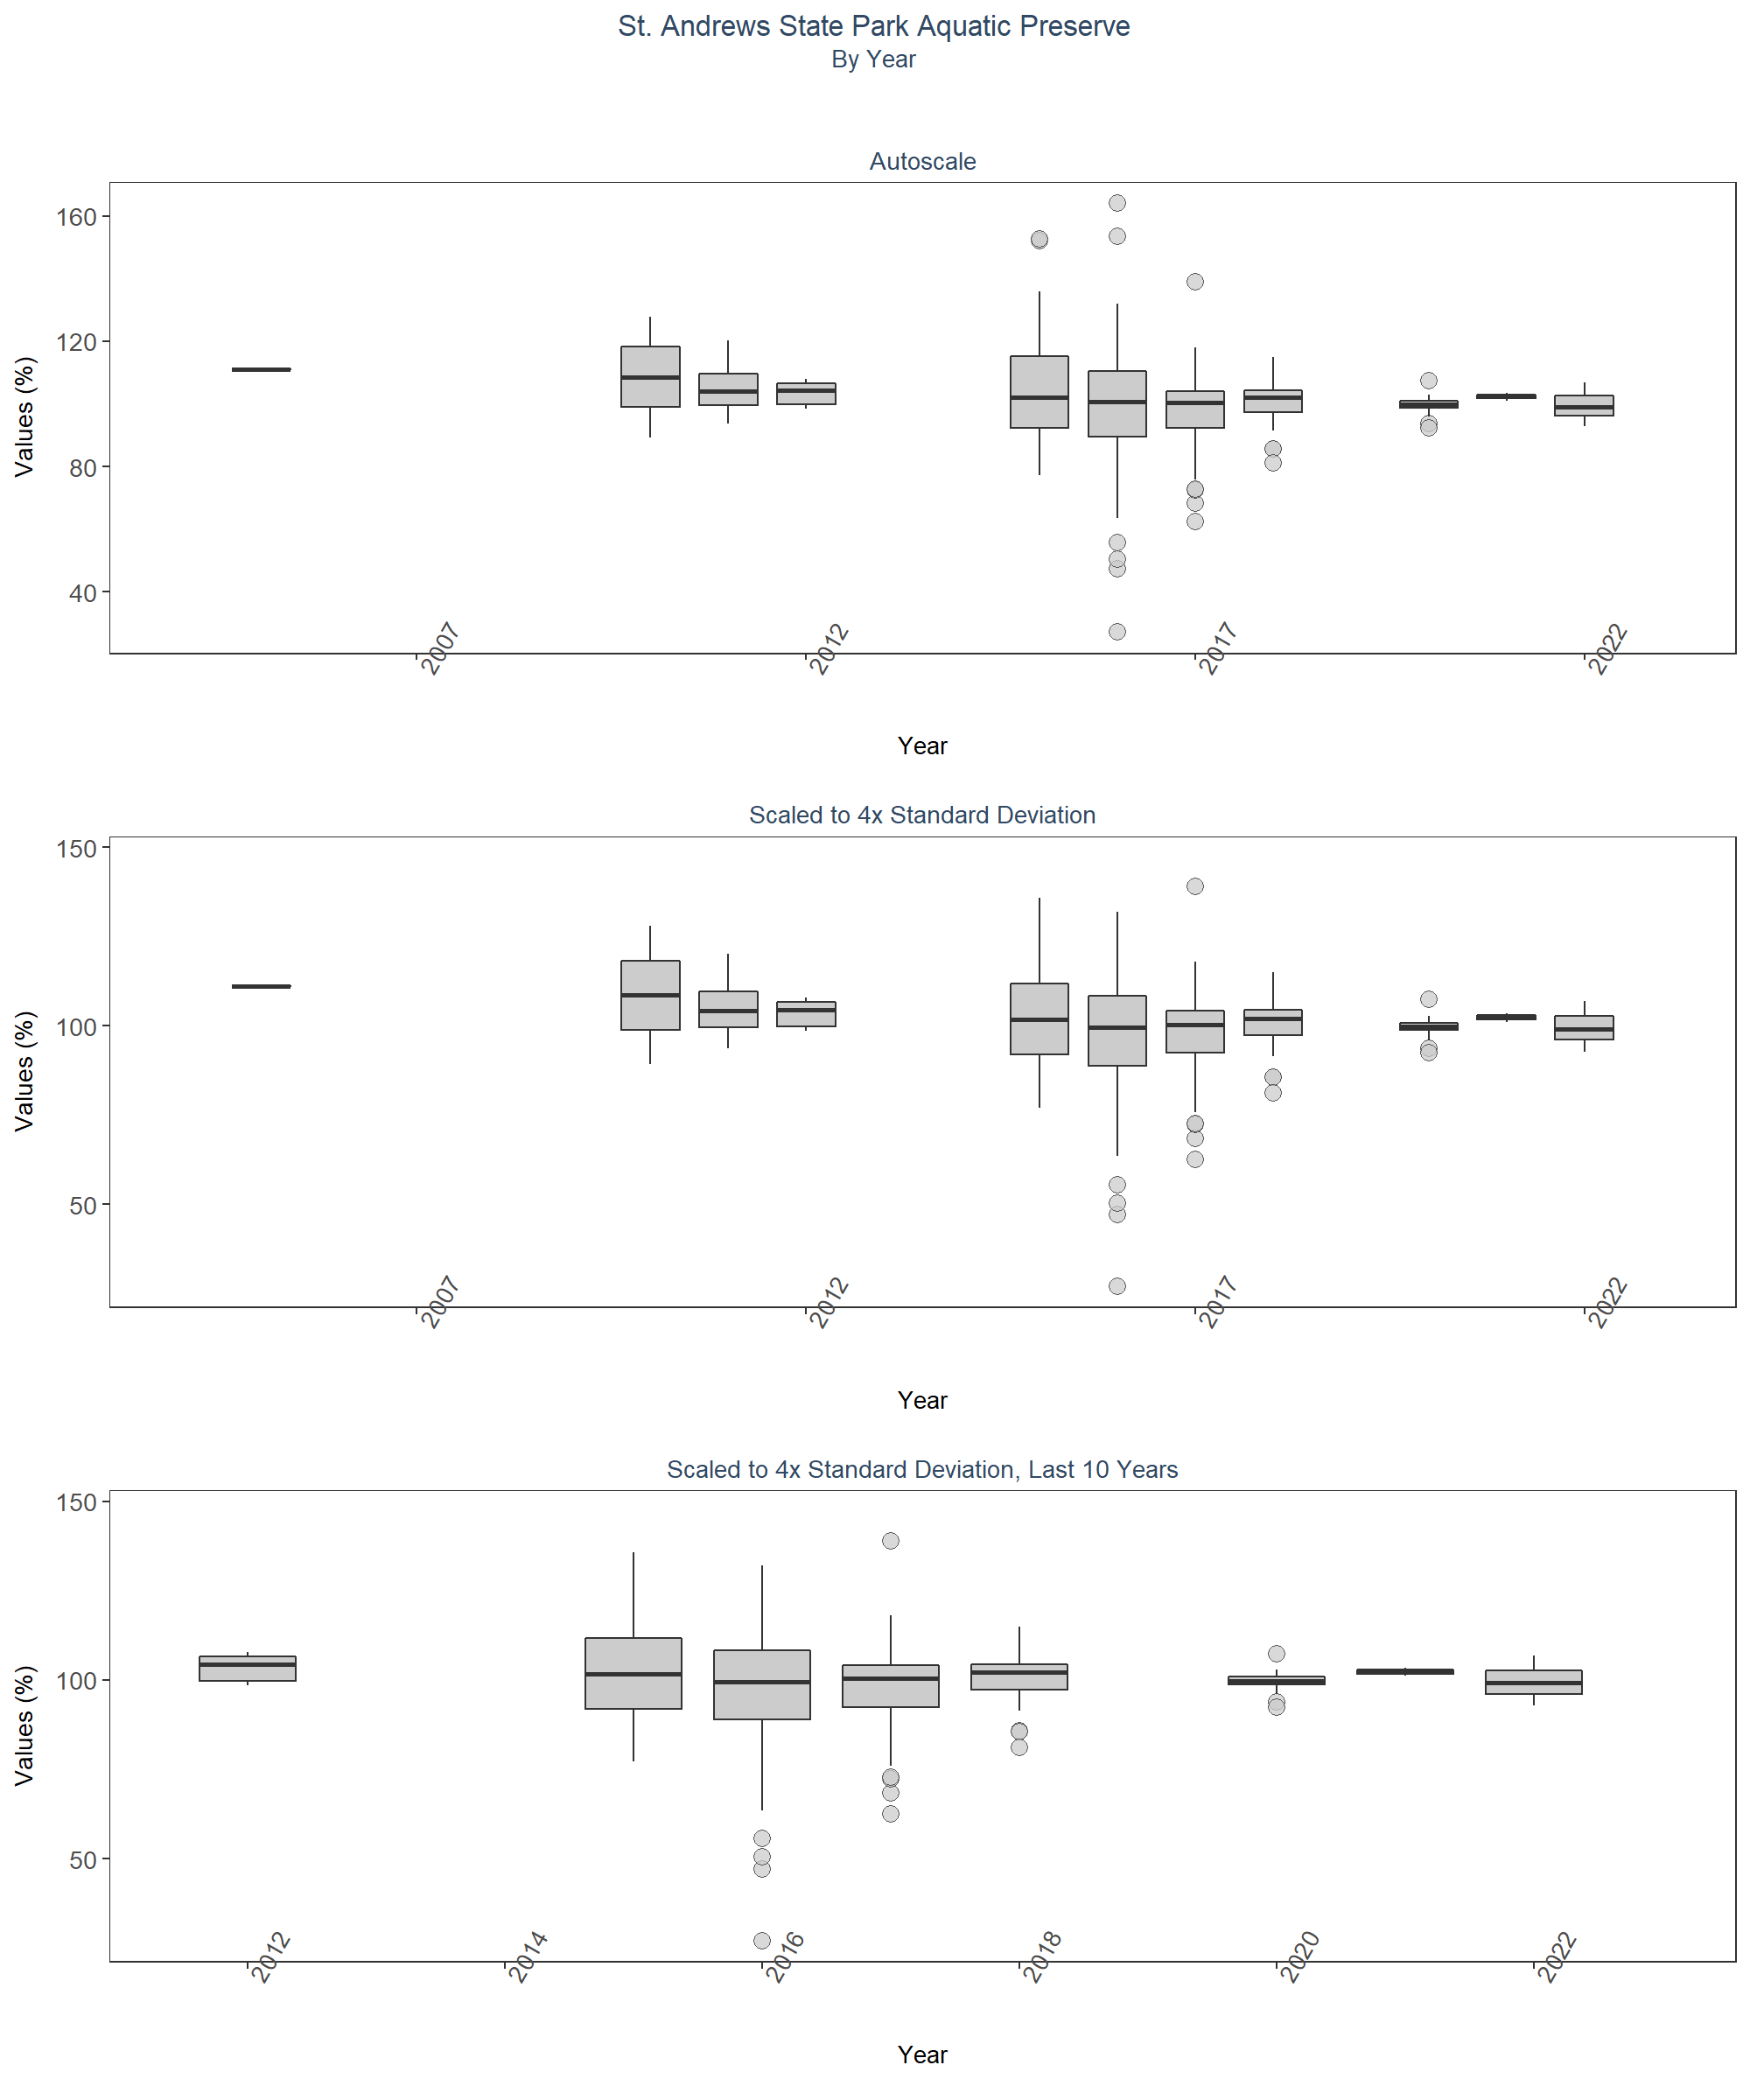 St. Andrews State Park Aquatic Preserve
By Year
Autoscale
Values (%)
160
120
80
40
2007
2012
2017
2022
Year
Scaled to 4x Standard Deviation
Values (%)
150
100
50
2007
2012
2017
2022
Year
Scaled to 4x Standard Deviation, Last 10 Years
Values (%)
150
100
50
2012
2014
2016
2018
2020
2022
Year